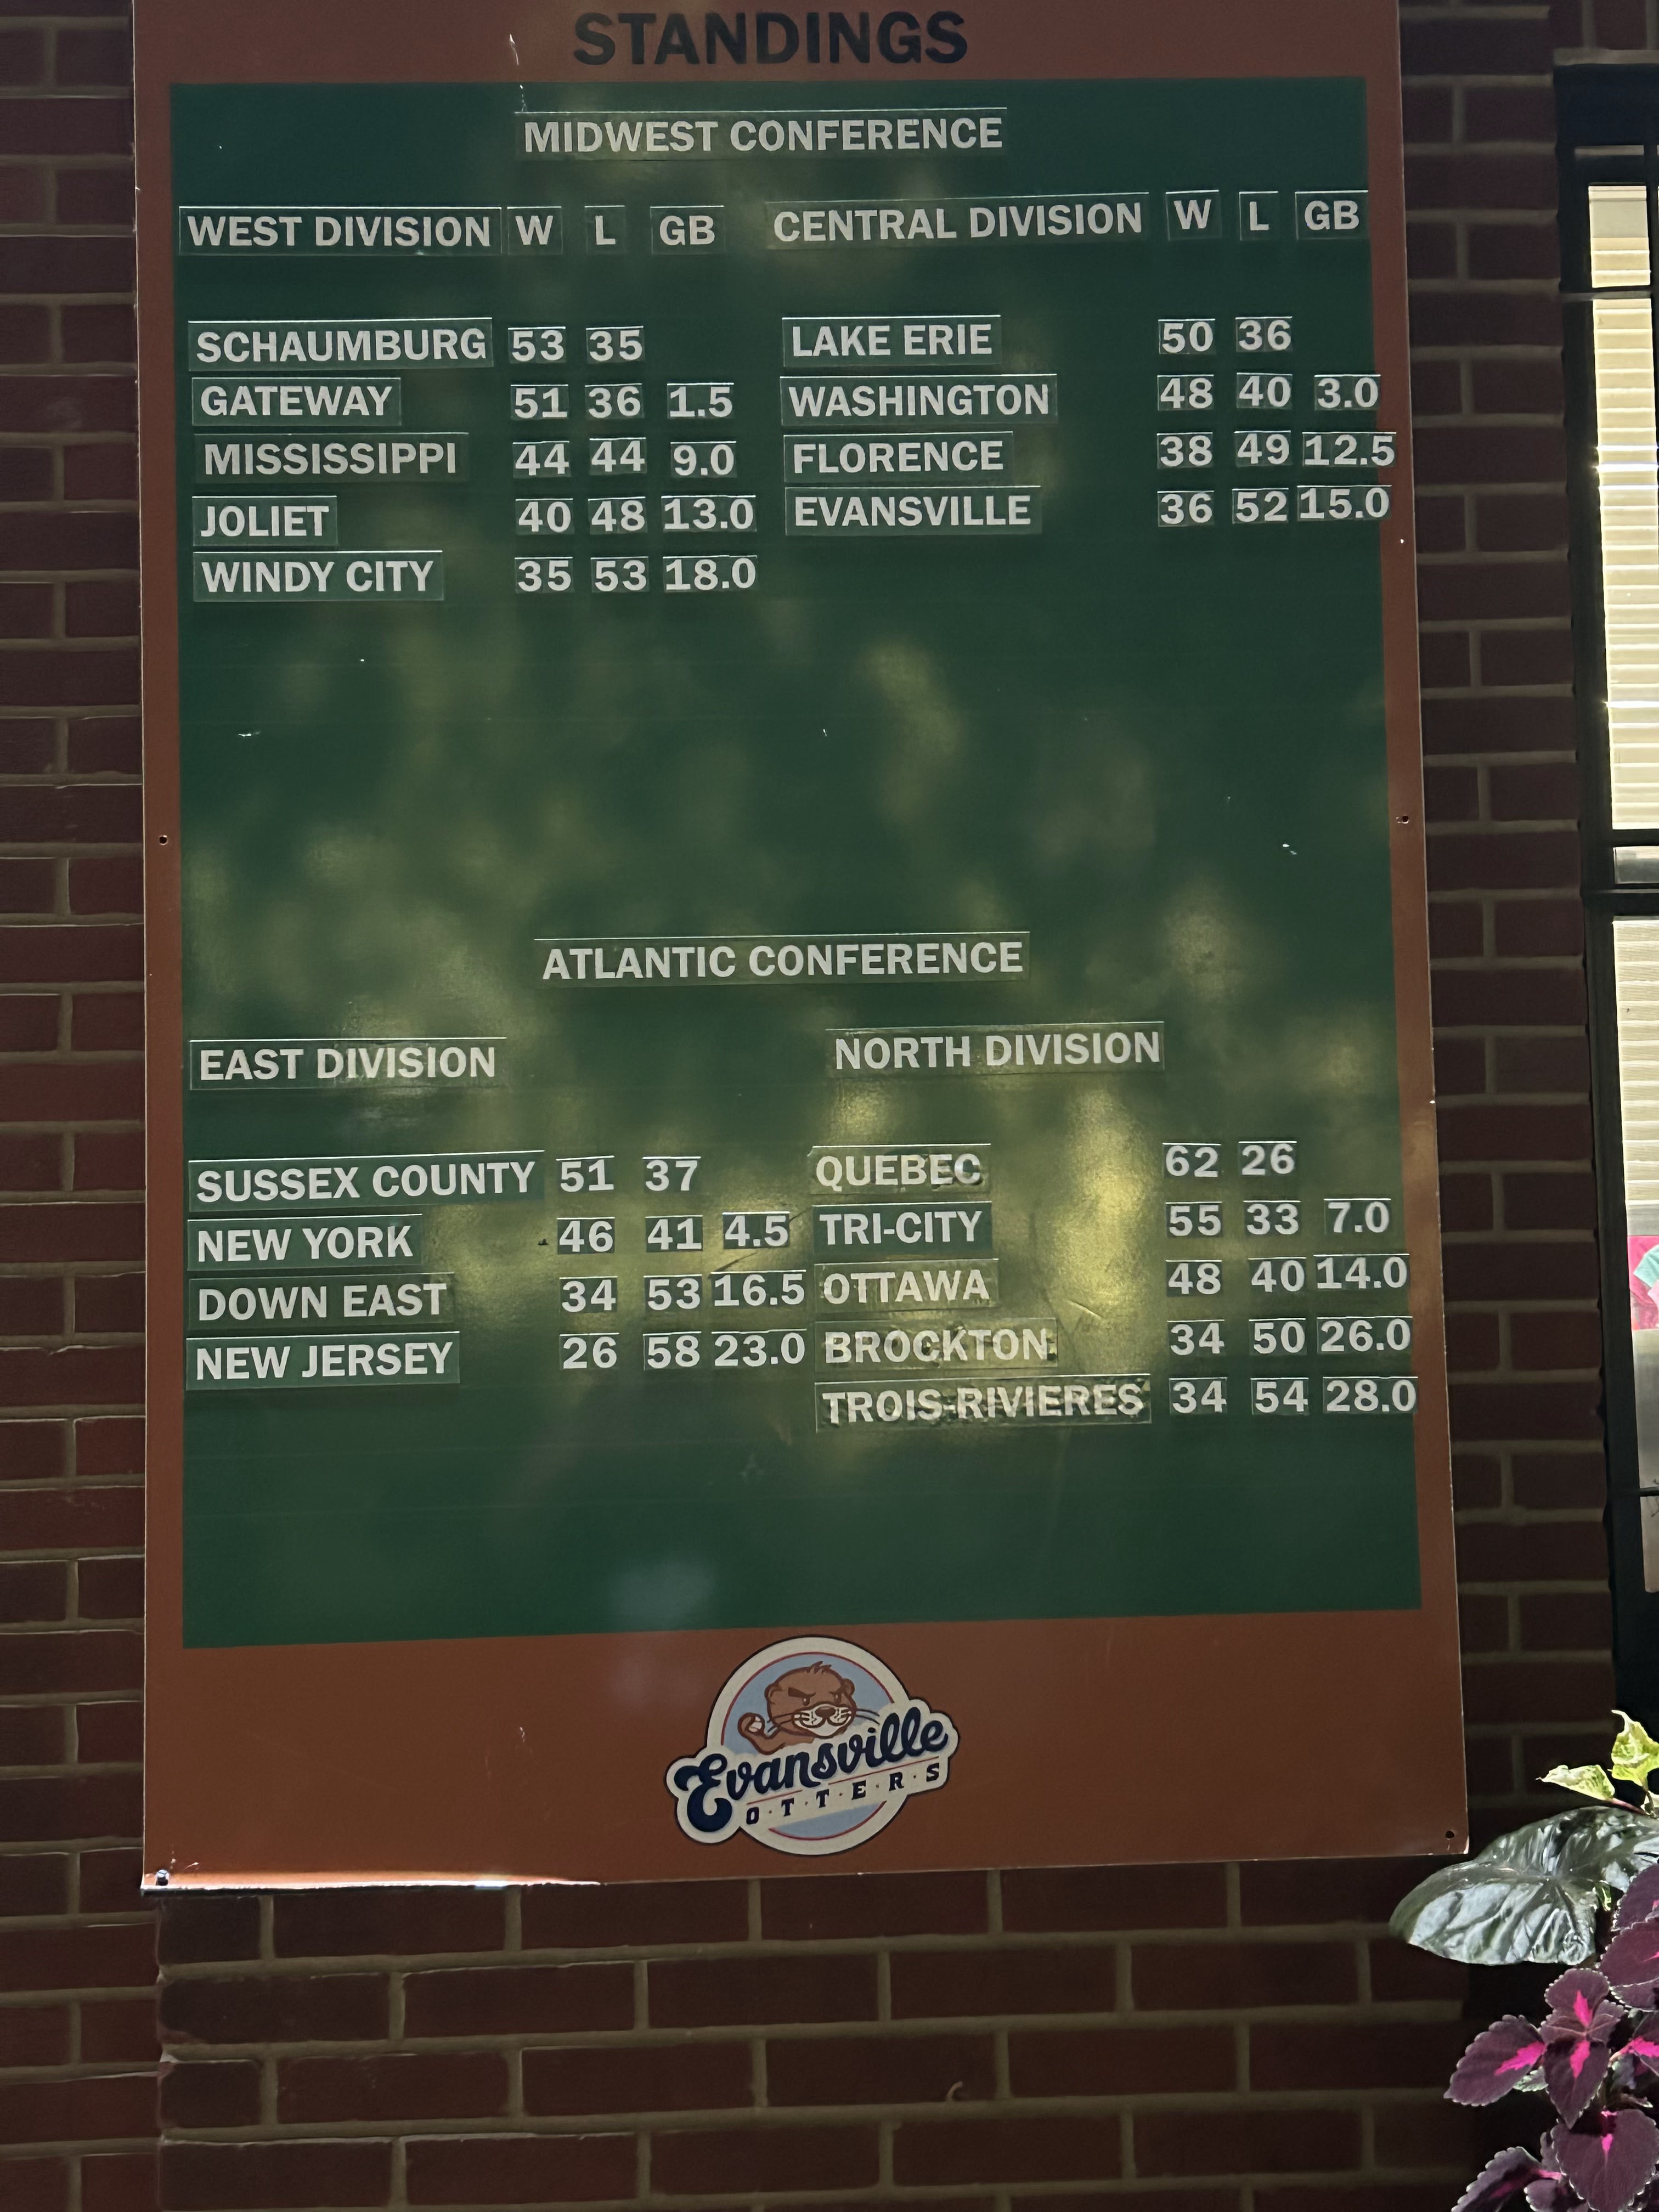 STANDINGS
MIDWEST CONFERENCE
WEST DIVISION W L GB
SCHAUMBURG 53 35
GATEWAY 51 36 1.5
MISSISSIPPI 44 44 9.0
JOLIET 40 48 13.0
WINDY CITY 35 53 18.0
CENTRAL DIVISION W L GB
LAKE ERIE 50 36
WASHINGTON 48 40 3.0
FLORENCE 38 49 12.5
EVANSVILLE 36 52 15.0
ATLANTIC CONFERENCE
EAST DIVISION
SUSSEX COUNTY 51 37
NEW YORK 46 41 4.5
DOWN EAST 34 53 16.5
NEW JERSEY 26 58 23.0
NORTH DIVISION
QUEBEC 62 26
TRI-CITY 55 33 7.0
OTTAWA 48 40 14.0
BROCKTON 34 50 26.0
TROIS-RIVIERES 34 54 28.0
Evansville
O·T·T·E·R·S